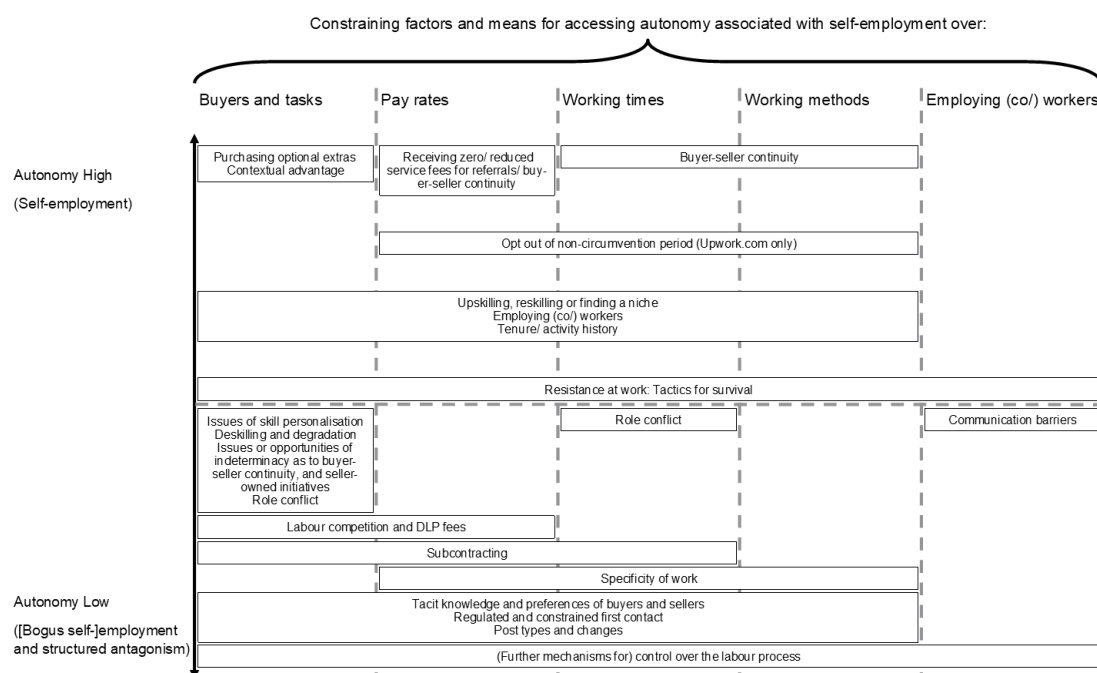 Constraining factors and means for accessing autonomy associated with self-employment over:
Buyers and tasks
Pay rates
Working times
Working methods
Employing (co/) workers
Autonomy High
(Self-employment)
Purchasing optional extras
Contextual advantage
Receiving zero/ reduced
service fees for referrals/ buy-
er-seller continuity
Buyer-seller continuity
Opt out of non-circumvention period (Upwork.com only)
Upskilling, reskilling or finding a niche
Employing (co/) workers
Tenure/ activity history
Resistance at work: Tactics for survival
Issues of skill personalisation
Deskilling and degradation
Issues or opportunities of
indeterminacy as to buyer-
seller continuity, and seller-
owned initiatives
Role conflict
Role conflict
Communication barriers
Labour competition and DLP fees
Subcontracting
Specificity of work
Autonomy Low
([Bogus self-]employment
and structured antagonism)
Tacit knowledge and preferences of buyers and sellers
Regulated and constrained first contact
Post types and changes
(Further mechanisms for) control over the labour process